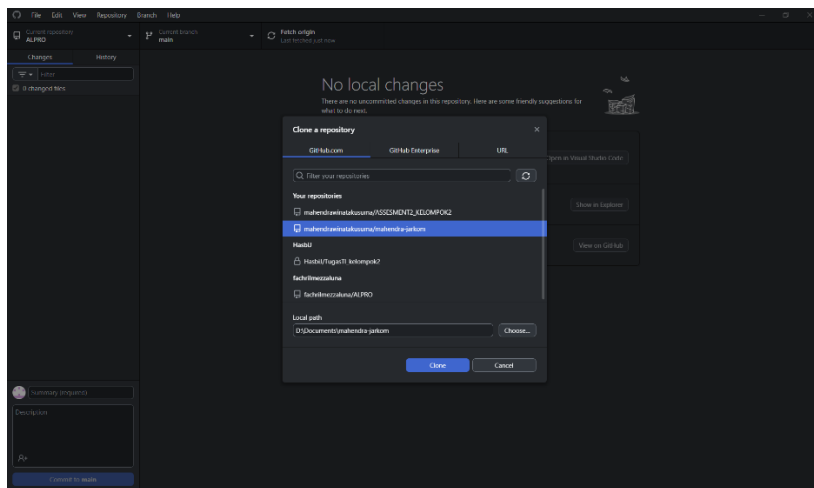 File Edit View Repository Branch Help
Current repository
ALPRO
Current branch
main
Fetch origin
Last fetched just now
Changes History
Filter
0 changed files
No local changes
There are no uncommitted changes in this repository. Here are some friendly suggestions for
what to do next.
Open in Visual Studio Code
Show in Explorer
View on GitHub
Clone a repository
GitHub.com GitHub Enterprise URL
Filter your repositories
Your repositories
mahendrawinatakusuma/ASSESMENT2_KELOMPOK2
mahendrawinatakusuma/mahendra-jarkom
HasbiJ
HasbiJ/TugasTI_kelompok2
fachrilmezzaluna
fachrilmezzaluna/ALPRO
Local path
D:\Documents\mahendra-jarkom
Choose...
Clone Cancel
Summary (required)
Description
Commit to main